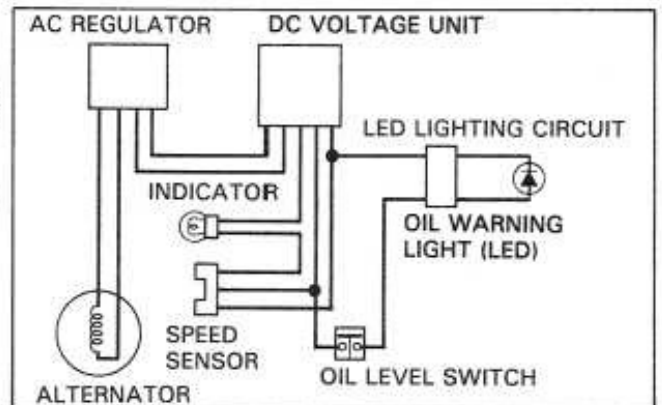 AC REGULATOR
DC VOLTAGE UNIT
LED LIGHTING CIRCUIT
INDICATOR
OIL WARNING
LIGHT (LED)
SPEED
SENSOR
OIL LEVEL SWITCH
ALTERNATOR